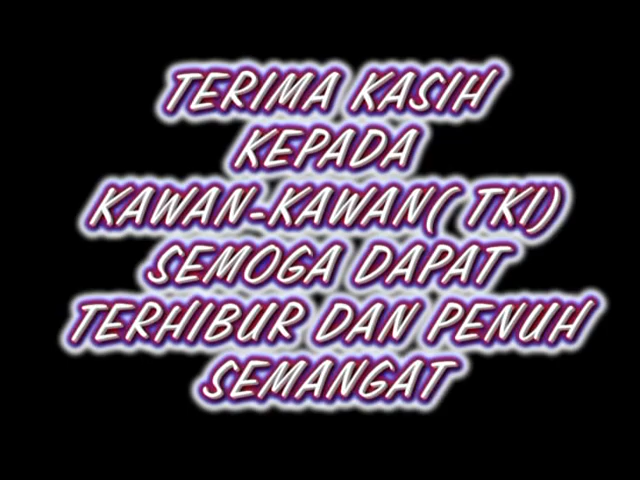 TERIMA KASIH
KEPADA
KAWAN-KAWAN( TKI)
SEMOGA DAPAT
TERHIBUR DAN PENUH
SEMANGAT